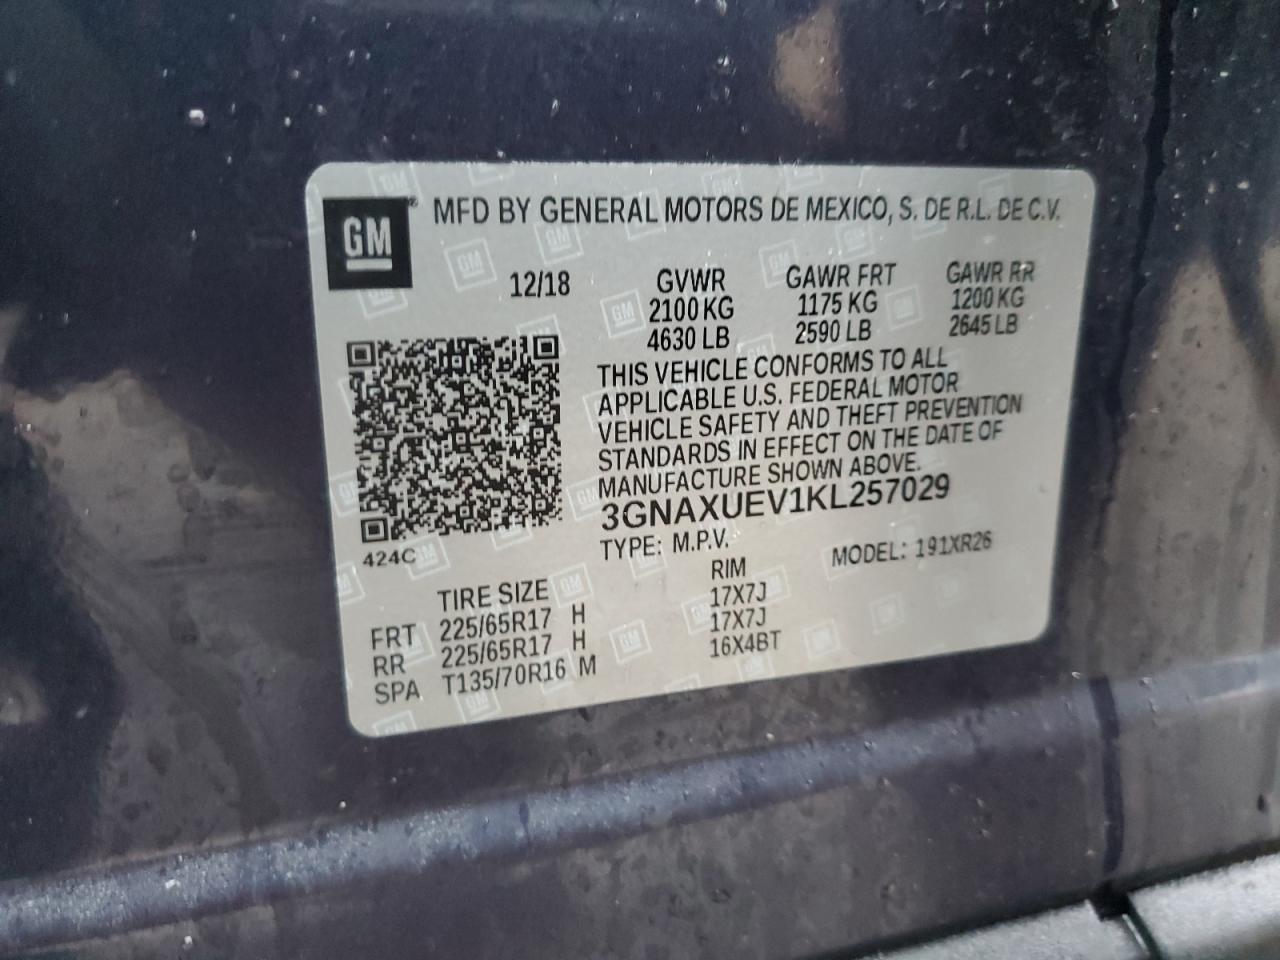 GM
MFD BY GENERAL MOTORS DE MEXICO, S. DE R.L. DE C.V.
12/18 GVWR GAWR FRT GAWR RR
2100 KG 1175 KG 1200 KG
4630 LB 2590 LB 2645 LB
THIS VEHICLE CONFORMS TO ALL
APPLICABLE U.S. FEDERAL MOTOR
VEHICLE SAFETY AND THEFT PREVENTION
STANDARDS IN EFFECT ON THE DATE OF
MANUFACTURE SHOWN ABOVE.
3GNAXUEV1KL257029
424C
TYPE: M.P.V. MODEL: 191XR26
TIRE SIZE RIM
FRT 225/65R17 H 17X7J
RR 225/65R17 H 17X7J
SPA T135/70R16 M 16X4BT